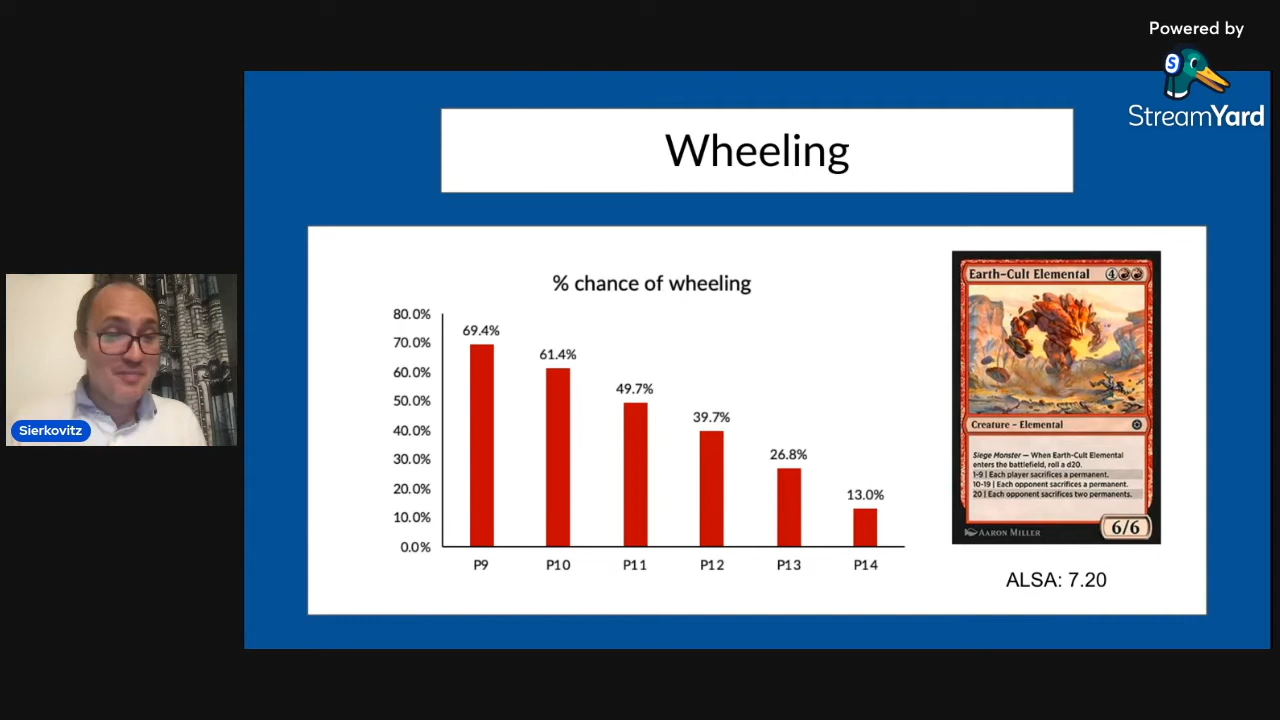 Powered by
S
StreamYard
Wheeling
% chance of wheeling
80.0%
70.0%
60.0%
50.0%
40.0%
30.0%
20.0%
10.0%
0.0%
69.4%
61.4%
49.7%
39.7%
26.8%
13.0%
P9
P10
P11
P12
P13
P14
Earth-Cult Elemental 4
Creature – Elemental
Siege Monster — When Earth-Cult Elemental
enters the battlefield, roll a d20.
1-9 | Each player sacrifices a permanent.
10-19 | Each opponent sacrifices a permanent.
20 | Each opponent sacrifices two permanents.
6/6
AARON MILLER
ALSA: 7.20
Sierkovitz